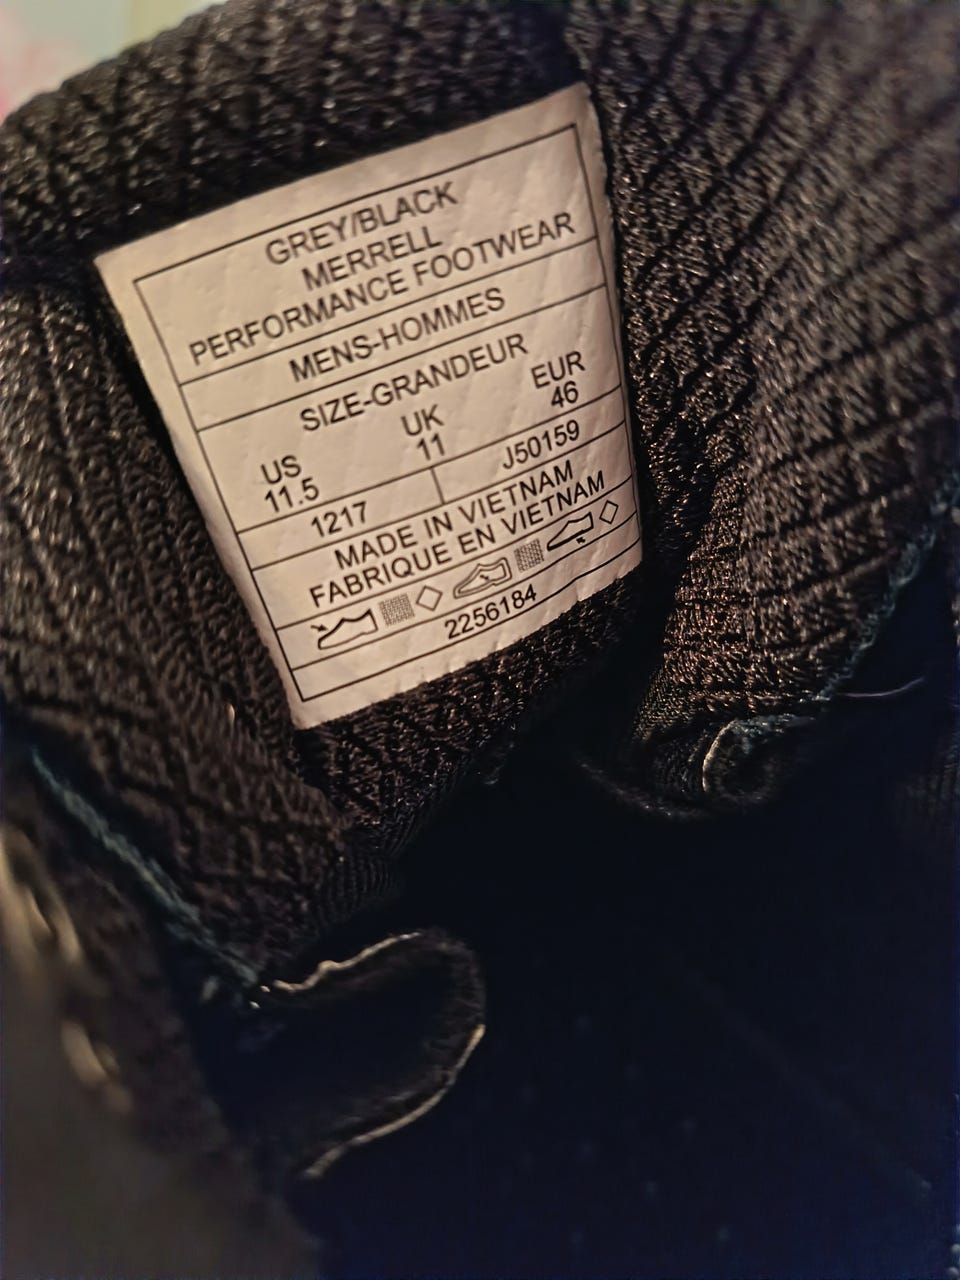 GREY/BLACK
MERRELL
PERFORMANCE FOOTWEAR
MENS-HOMMES
SIZE-GRANDEUR
US UK EUR
11.5 11 46
1217 J50159
MADE IN VIETNAM
FABRIQUE EN VIETNAM
2256184